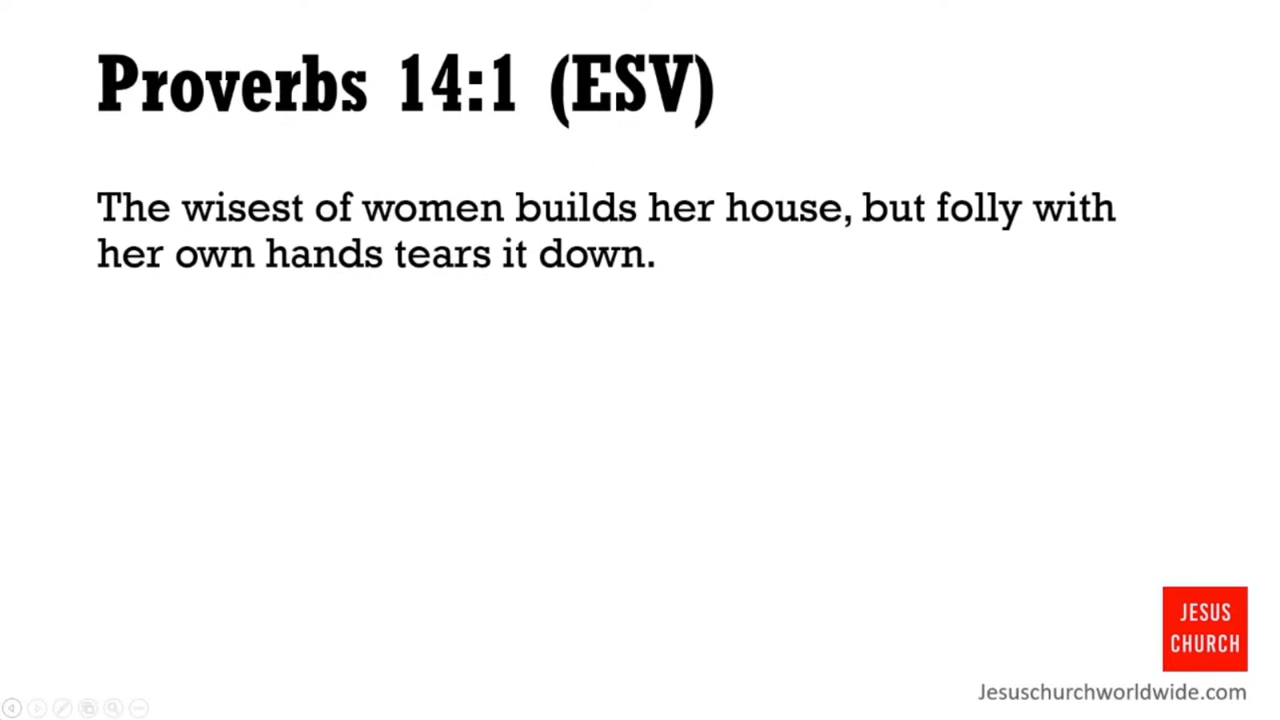 Proverbs 14:1 (ESV)
The wisest of women builds her house, but folly with
her own hands tears it down.
JESUS
CHURCH
Jesuschurchworldwide.com